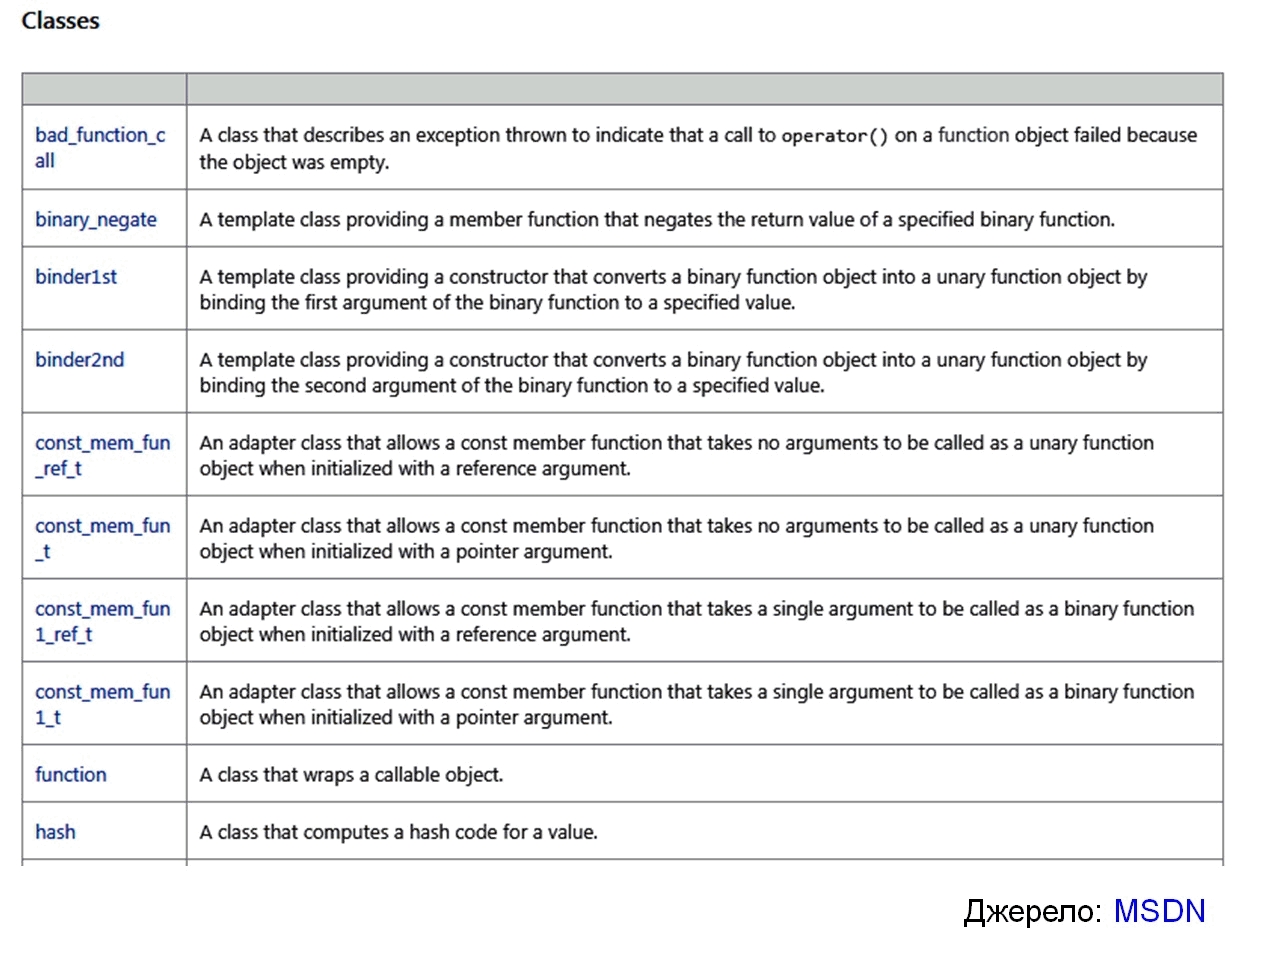 Classes
bad_function_c
all
A class that describes an exception thrown to indicate that a call to operator() on a function object failed because
the object was empty.
binary_negate
A template class providing a member function that negates the return value of a specified binary function.
binder1st
A template class providing a constructor that converts a binary function object into a unary function object by
binding the first argument of the binary function to a specified value.
binder2nd
A template class providing a constructor that converts a binary function object into a unary function object by
binding the second argument of the binary function to a specified value.
const_mem_fun
_ref_t
An adapter class that allows a const member function that takes no arguments to be called as a unary function
object when initialized with a reference argument.
const_mem_fun
_t
An adapter class that allows a const member function that takes no arguments to be called as a unary function
object when initialized with a pointer argument.
const_mem_fun
1_ref_t
An adapter class that allows a const member function that takes a single argument to be called as a binary function
object when initialized with a reference argument.
const_mem_fun
1_t
An adapter class that allows a const member function that takes a single argument to be called as a binary function
object when initialized with a pointer argument.
function
A class that wraps a callable object.
hash
A class that computes a hash code for a value.
Джерело: MSDN